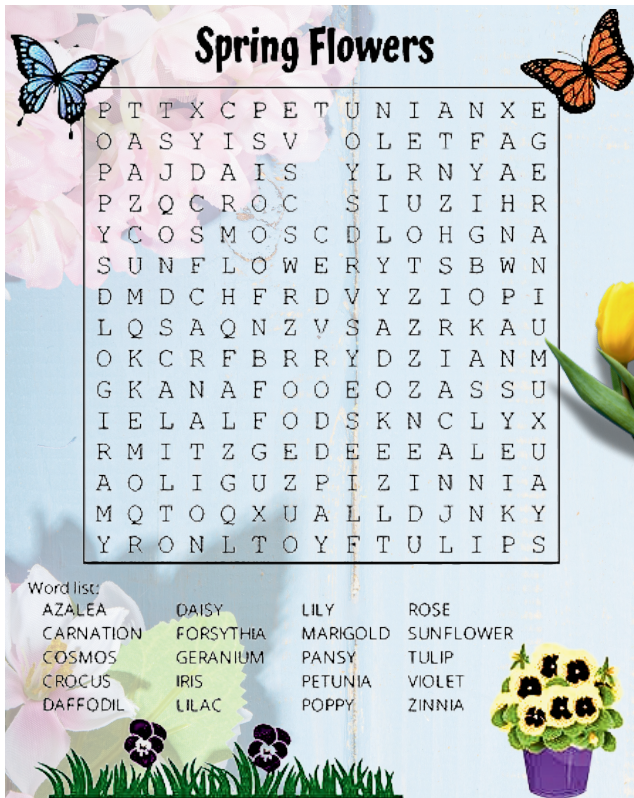 Spring Flowers
P T T X C P E T U N I A N X E
O A S Y I S V O L E T F A G
P A J D A I S Y L R N Y A E
P Z Q C R O C S I U Z I H R
Y C O S M O S C D L O H G N A
S U N F L O W E R Y T S B W N
D M D C H F R D V Y Z I O P I
L Q S A Q N Z V S A Z R K A U
O K C R F B R R Y D Z I A N M
G K A N A F O O E O Z A S S U
I E L A L F O D S K N C L Y X
R M I T Z G E D E E E A L E U
A O L I G U Z P I Z I N N I A
M Q T O Q X U A L L D J N K Y
Y R O N L T O Y F T U L I P S
Word list:
AZALEA DAISY LILY ROSE
CARNATION FORSYTHIA MARIGOLD SUNFLOWER
COSMOS GERANIUM PANSY TULIP
CROCUS IRIS PETUNIA VIOLET
DAFFODIL LILAC POPPY ZINNIA